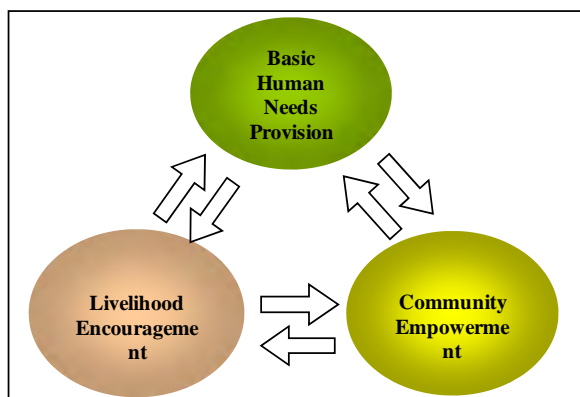 Basic
Human
Needs
Provision
Livelihood
Encourageme
nt
Community
Empowerme
nt